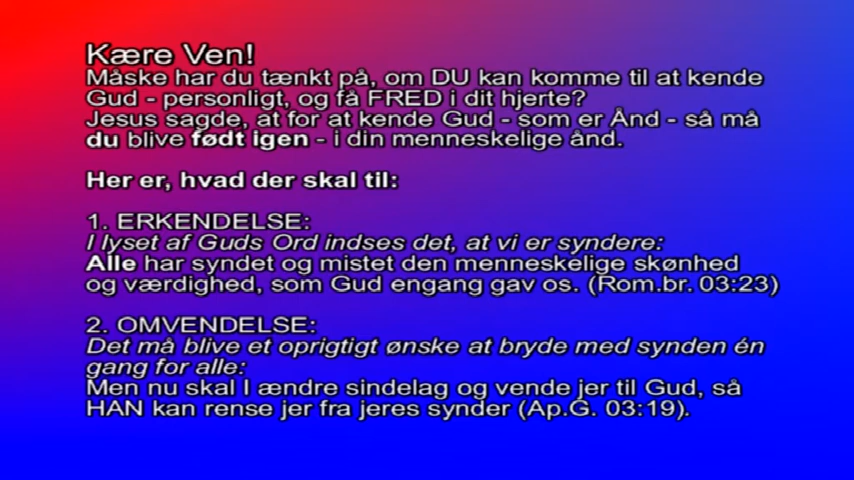 Kære Ven!
Måske har du tænkt på, om DU kan komme til at kende
Gud - personligt, og få FRED i dit hjerte?
Jesus sagde, at for at kende Gud - som er Ånd - så må
du blive født igen - i din menneskelige ånd.
Her er, hvad der skal til:
1. ERKENDELSE:
I lyset af Guds Ord indses det, at vi er syndere:
Alle har syndet og mistet den menneskelige skønhed
og værdighed, som Gud engang gav os. (Rom.br. 03:23)
2. OMVENDELSE:
Det må blive et oprigtigt ønske at bryde med synden én
gang for alle:
Men nu skal I ændre sindelag og vende jer til Gud, så
HAN kan rense jer fra jeres synder (Ap.G. 03:19).